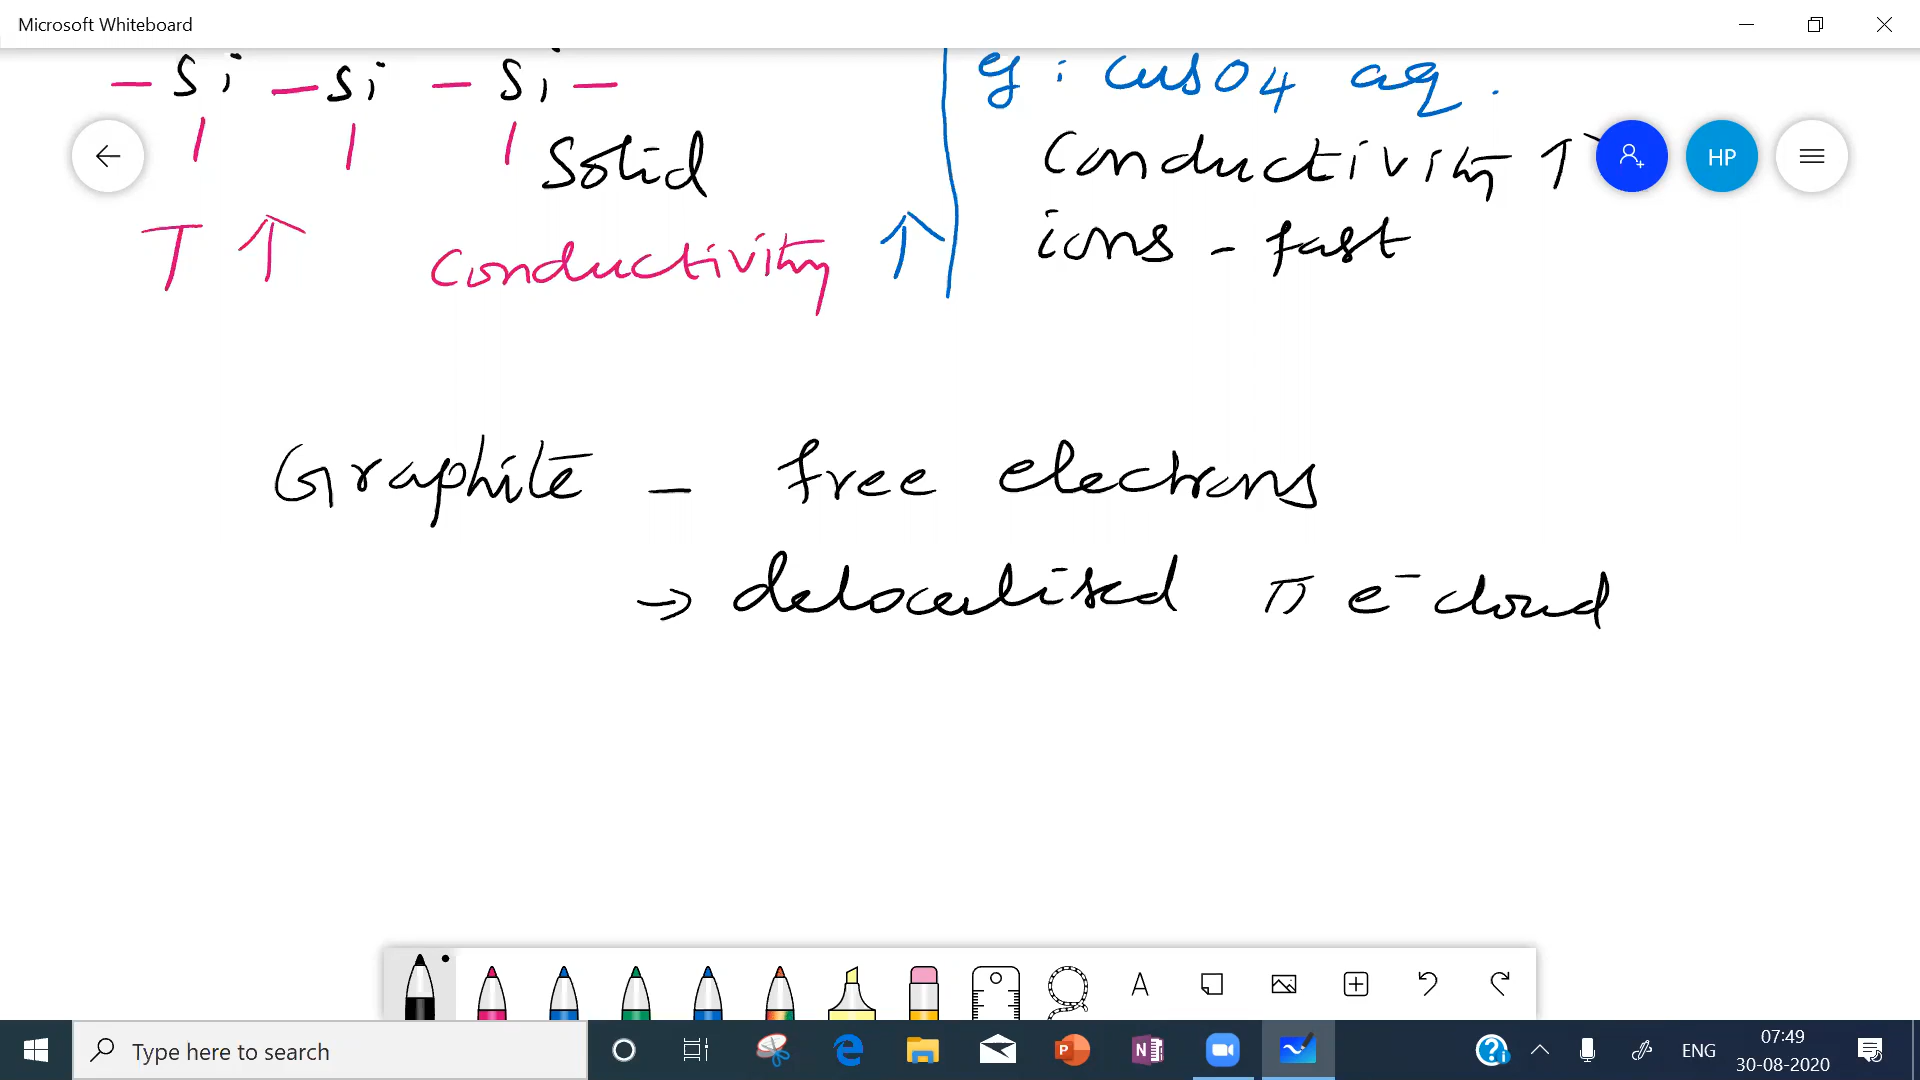 Microsoft Whiteboard
- Si - Si - Si -
Solid
T ↑ conductivity ↑
eg : CuSO4 aq.
Conductivity ↑
ions - fast
HP
Graphite - free electrons
→ delocalised π e⁻ cloud
A
Type here to search
ENG
07:49
30-08-2020